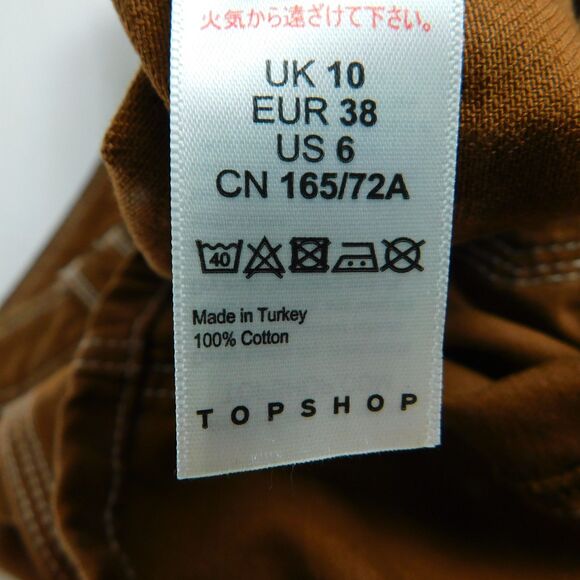 火気から遠ざけて下さい。
UK 10
EUR 38
US 6
CN 165/72A
40
Made in Turkey
100% Cotton
TOPSHOP